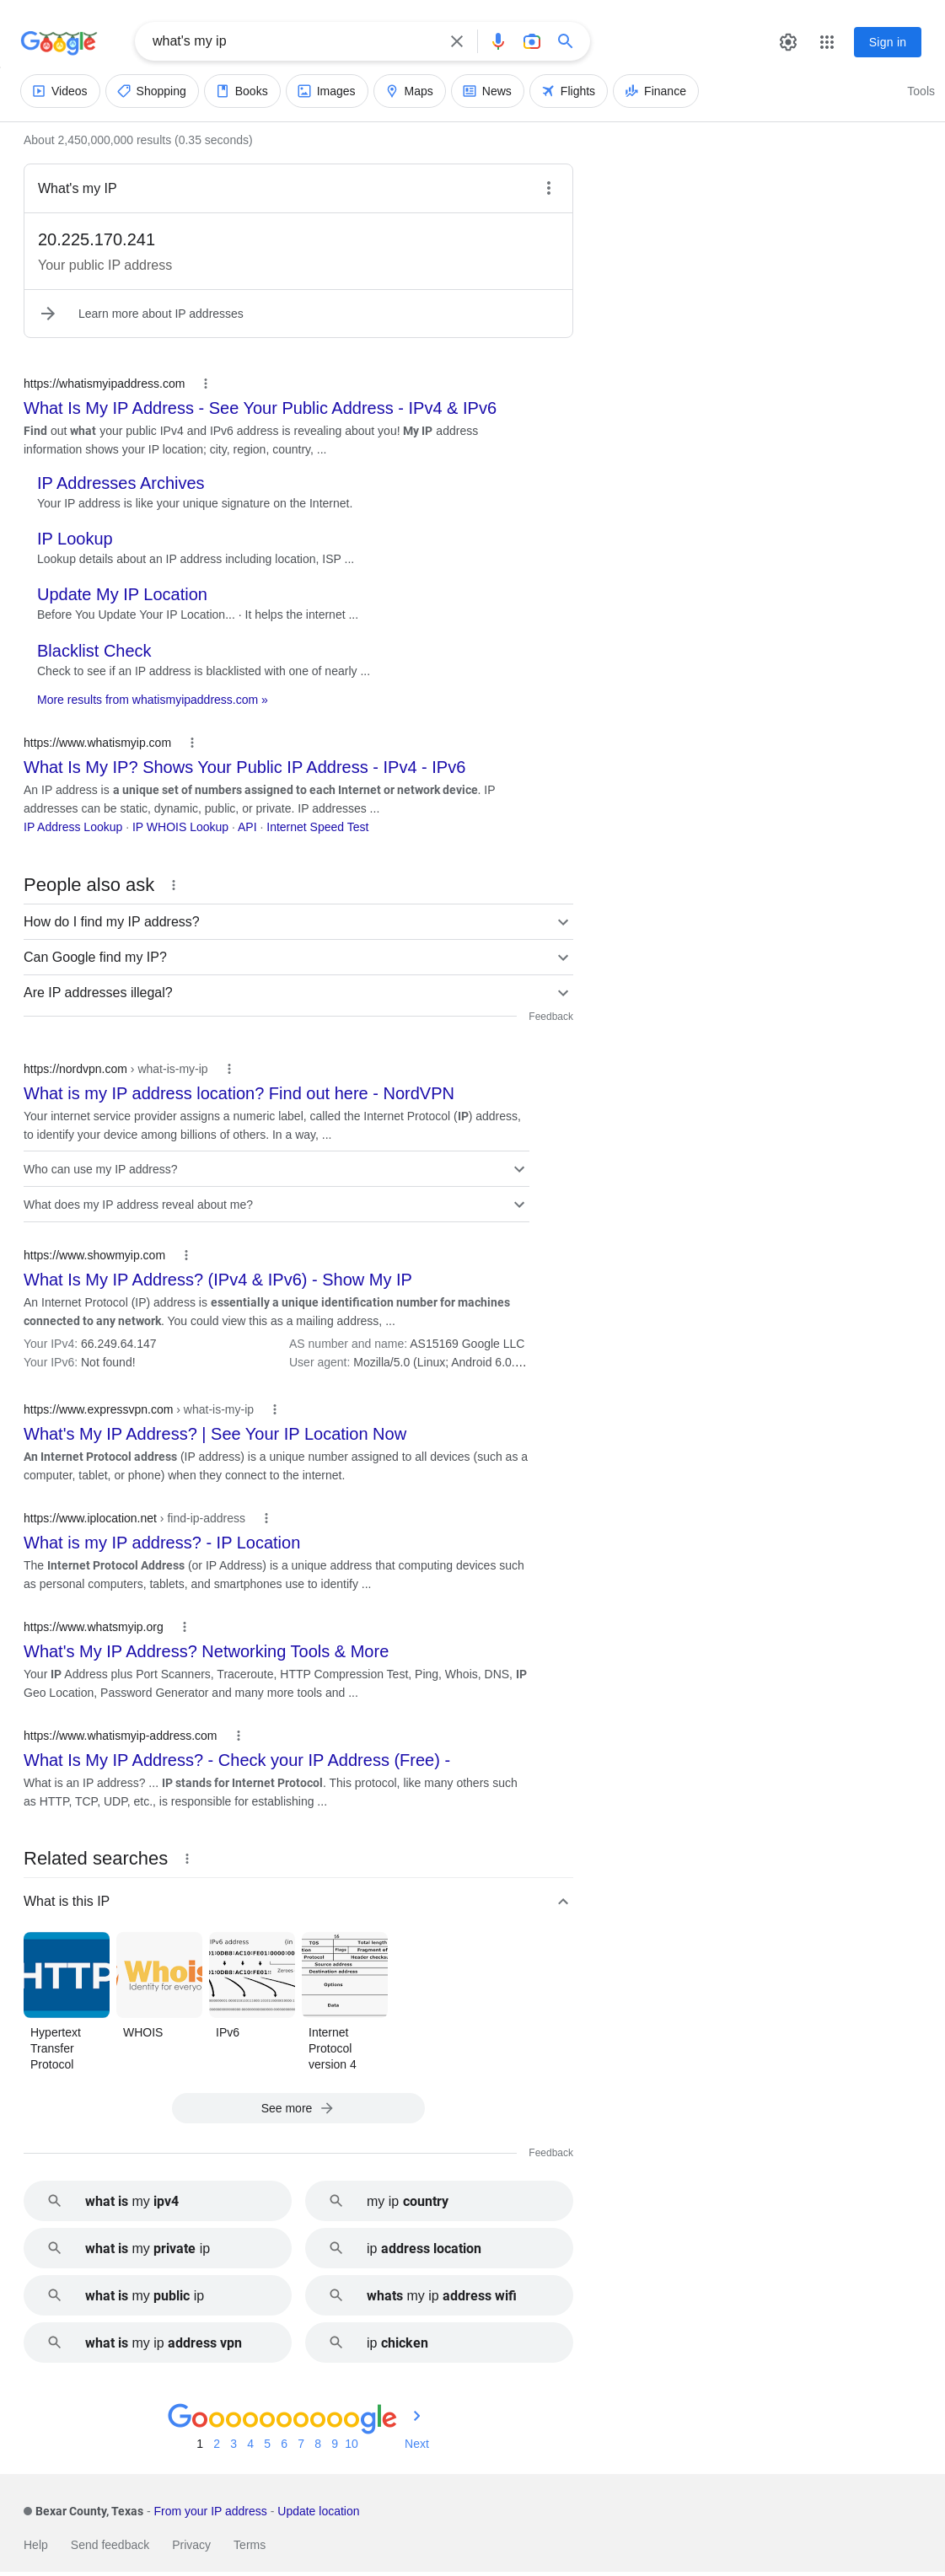 Google
what's my ip
Sign in
Videos
Shopping
Books
Images
Maps
News
Flights
Finance
Tools
About 2,450,000,000 results (0.35 seconds)
What's my IP
20.225.170.241
Your public IP address
Learn more about IP addresses
https://whatismyipaddress.com
What Is My IP Address - See Your Public Address - IPv4 & IPv6
Find out what your public IPv4 and IPv6 address is revealing about you! My IP address
information shows your IP location; city, region, country, ...
IP Addresses Archives
Your IP address is like your unique signature on the Internet.
IP Lookup
Lookup details about an IP address including location, ISP ...
Update My IP Location
Before You Update Your IP Location... · It helps the internet ...
Blacklist Check
Check to see if an IP address is blacklisted with one of nearly ...
More results from whatismyipaddress.com »
https://www.whatismyip.com
What Is My IP? Shows Your Public IP Address - IPv4 - IPv6
An IP address is a unique set of numbers assigned to each Internet or network device. IP
addresses can be static, dynamic, public, or private. IP addresses ...
IP Address Lookup · IP WHOIS Lookup · API · Internet Speed Test
People also ask
How do I find my IP address?
Can Google find my IP?
Are IP addresses illegal?
Feedback
https://nordvpn.com › what-is-my-ip
What is my IP address location? Find out here - NordVPN
Your internet service provider assigns a numeric label, called the Internet Protocol (IP) address,
to identify your device among billions of others. In a way, ...
Who can use my IP address?
What does my IP address reveal about me?
https://www.showmyip.com
What Is My IP Address? (IPv4 & IPv6) - Show My IP
An Internet Protocol (IP) address is essentially a unique identification number for machines
connected to any network. You could view this as a mailing address, ...
Your IPv4: 66.249.64.147 AS number and name: AS15169 Google LLC
Your IPv6: Not found! User agent: Mozilla/5.0 (Linux; Android 6.0....
https://www.expressvpn.com › what-is-my-ip
What's My IP Address? | See Your IP Location Now
An Internet Protocol address (IP address) is a unique number assigned to all devices (such as a
computer, tablet, or phone) when they connect to the internet.
https://www.iplocation.net › find-ip-address
What is my IP address? - IP Location
The Internet Protocol Address (or IP Address) is a unique address that computing devices such
as personal computers, tablets, and smartphones use to identify ...
https://www.whatsmyip.org
What's My IP Address? Networking Tools & More
Your IP Address plus Port Scanners, Traceroute, HTTP Compression Test, Ping, Whois, DNS, IP
Geo Location, Password Generator and many more tools and ...
https://www.whatismyip-address.com
What Is My IP Address? - Check your IP Address (Free) -
What is an IP address? ... IP stands for Internet Protocol. This protocol, like many others such
as HTTP, TCP, UDP, etc., is responsible for establishing ...
Related searches
What is this IP
HTTP
Whois
Identity for everyo
IPv6 address (in
Zeroes
16
TOS Total length
Flags Fragment of
Protocol Header checks
Source address
Destination address
Options
Data
Hypertext
Transfer
Protocol
WHOIS
IPv6
Internet
Protocol
version 4
See more
Feedback
what is my ipv4
my ip country
what is my private ip
ip address location
what is my public ip
whats my ip address wifi
what is my ip address vpn
ip chicken
Goooooooooogle
1 2 3 4 5 6 7 8 9 10 Next
Bexar County, Texas - From your IP address - Update location
Help Send feedback Privacy Terms